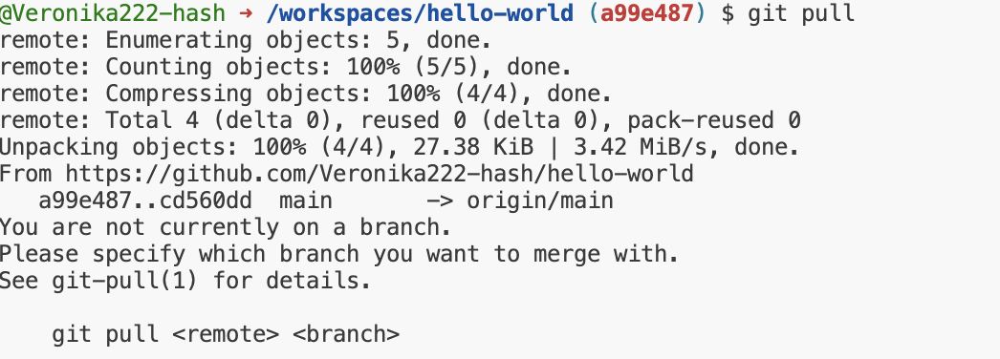 @Veronika222-hash → /workspaces/hello-world (a99e487) $ git pull
remote: Enumerating objects: 5, done.
remote: Counting objects: 100% (5/5), done.
remote: Compressing objects: 100% (4/4), done.
remote: Total 4 (delta 0), reused 0 (delta 0), pack-reused 0
Unpacking objects: 100% (4/4), 27.38 KiB | 3.42 MiB/s, done.
From https://github.com/Veronika222-hash/hello-world
   a99e487..cd560dd  main       -> origin/main
You are not currently on a branch.
Please specify which branch you want to merge with.
See git-pull(1) for details.

    git pull <remote> <branch>